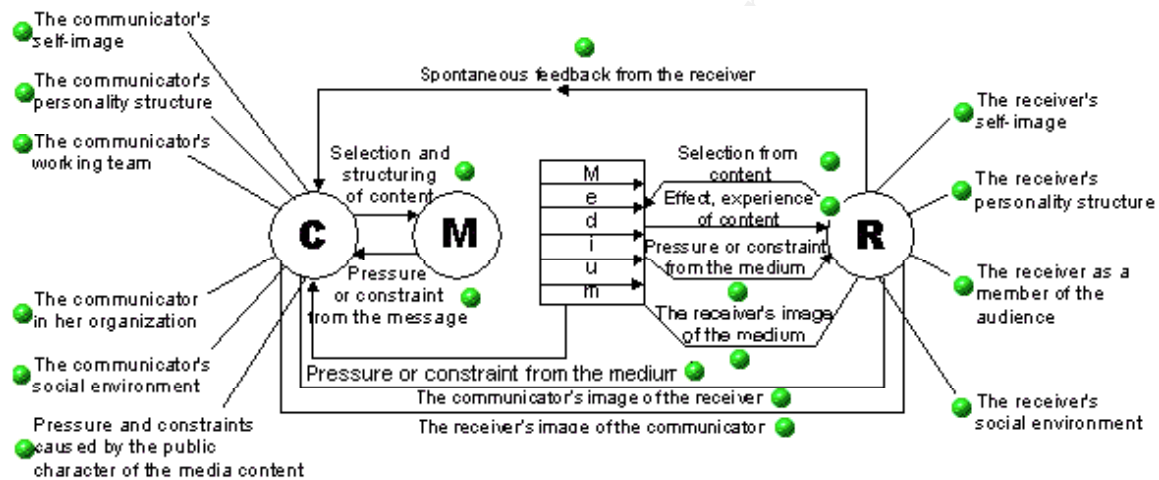 The communicator's
self-image
The communicator's
personality structure
The communicator's
working team
Spontaneous feedback from the receiver
Selection and
structuring
of content
C
M
Pressure
or constraint
from the message
M
e
d
i
u
m
Selection from
content
Effect, experience
of content
Pressure or constraint
from the medium
The receiver's image
of the medium
R
The receiver's
self-image
The receiver's
personality structure
The receiver as a
member of the
audience
The receiver's
social environment
The communicator
in her organization
The communicator's
social environment
Pressure and constraints
caused by the public
character of the media content
Pressure or constraint from the medium
The communicator's image of the receiver
The receiver's image of the communicator